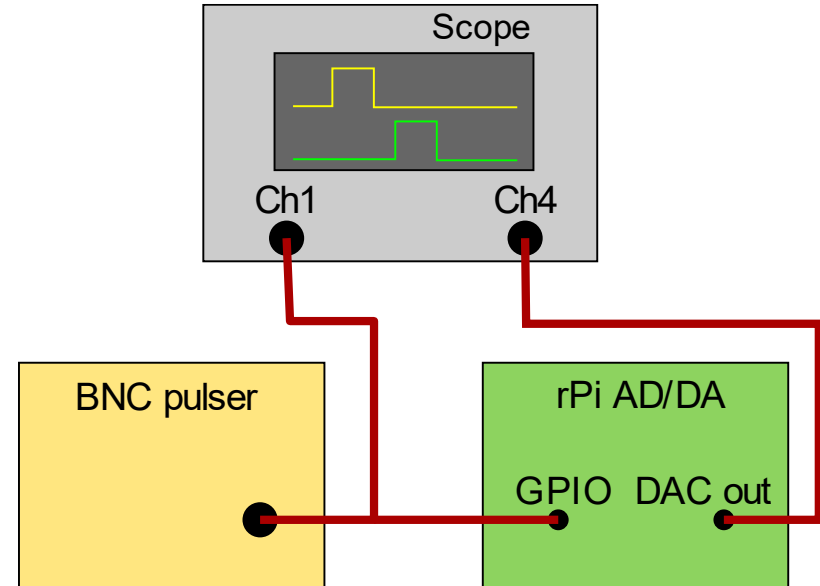 Scope
Ch1 Ch4
BNC pulser
rPi AD/DA
GPIO DAC out